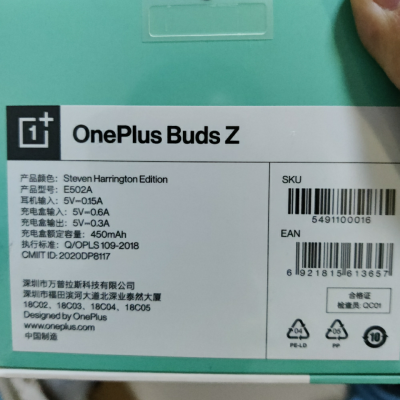 1+
OnePlus Buds Z
产品颜色: Steven Harrington Edition
产品型号: E502A
耳机输入: 5V⎓0.15A
充电盒输入: 5V⎓0.6A
充电盒输出: 5V⎓0.3A
充电盒额定容量: 450mAh
执行标准: Q/OPLS 109-2018
CMIIT ID: 2020DP8117
深圳市万普拉斯科技有限公司
深圳市福田滨河大道北深业泰然大厦
18C02、18C03、18C04、18C05
Designed by OnePlus
www.oneplus.com
中国制造
SKU
5491100016
EAN
6 921815 613657
合格证
检查员: QC01
04
PE-LD
05
PP
10